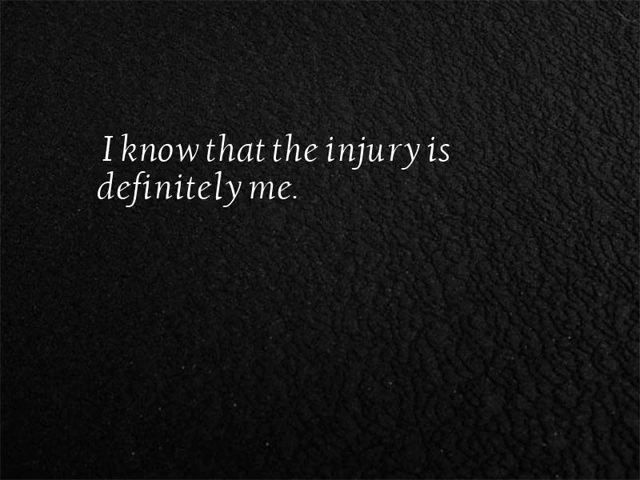 I know that the injury is
definitely me.